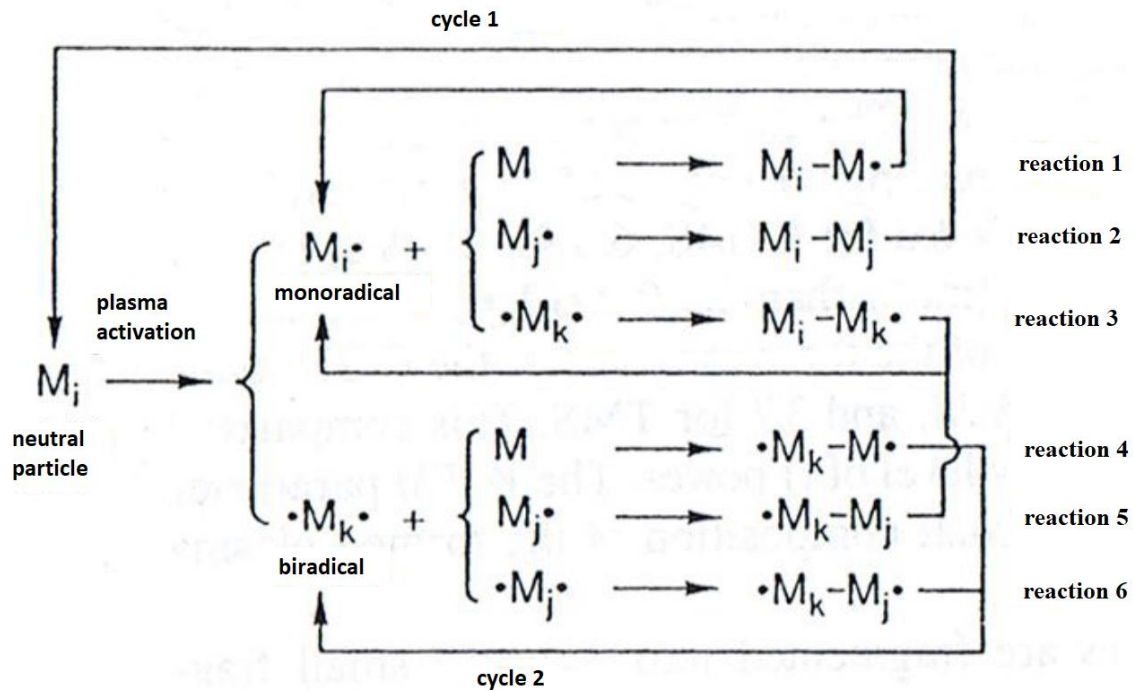 cycle 1
M Mᵢ–M• reaction 1
Mᵢ• + Mⱼ• Mᵢ–Mⱼ reaction 2
monoradical
•Mₖ• Mᵢ–Mₖ• reaction 3
plasma
activation
Mᵢ
neutral
particle
M •Mₖ–M• reaction 4
•Mₖ• + Mⱼ• •Mₖ–Mⱼ reaction 5
biradical
•Mⱼ• •Mₖ–Mⱼ• reaction 6
cycle 2